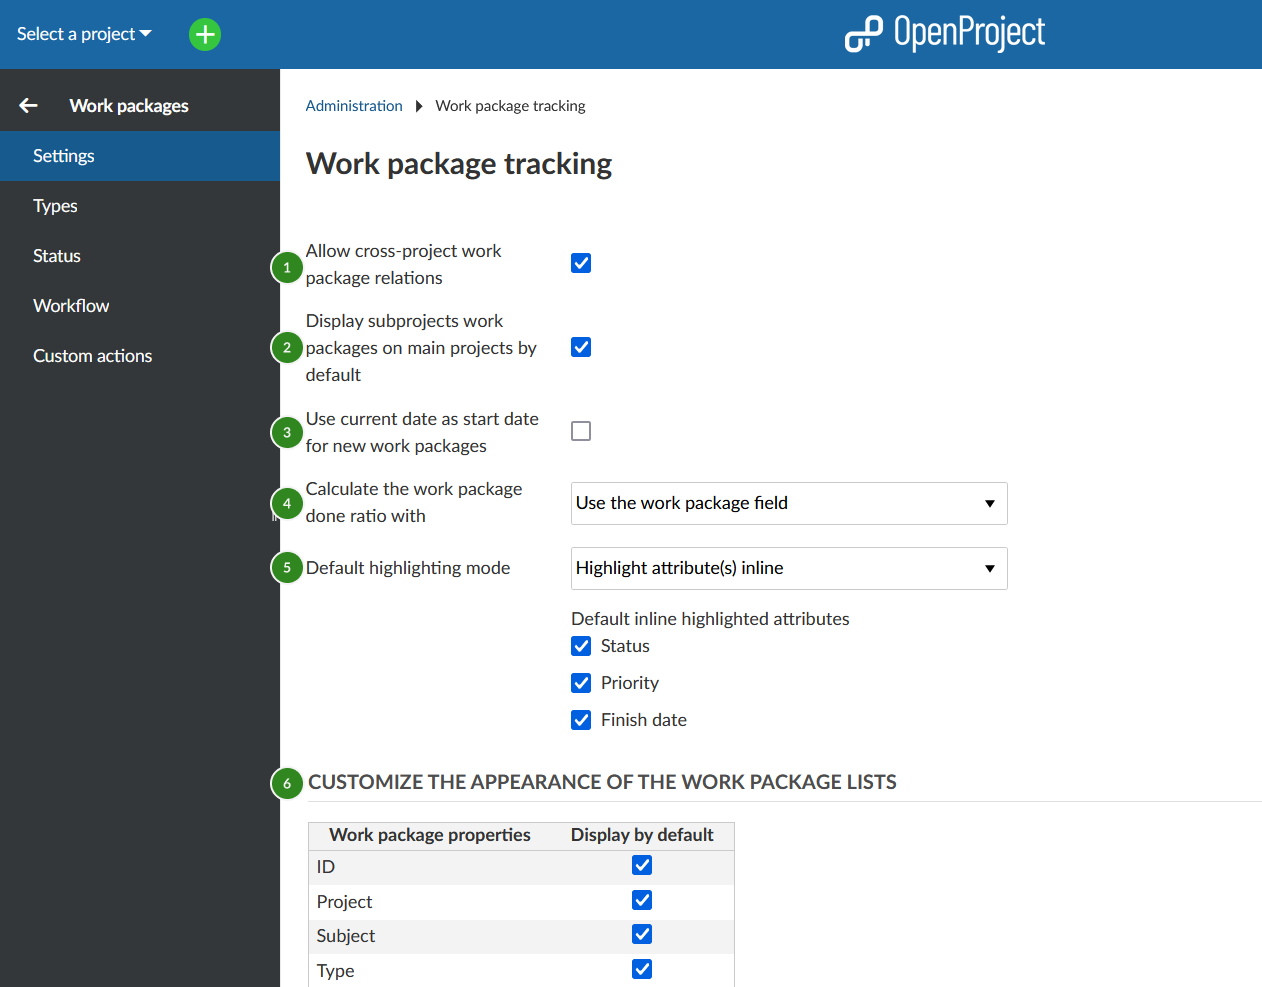 Select a project
OpenProject
Work packages
Settings
Types
Status
Workflow
Custom actions
Administration Work package tracking
Work package tracking
1 Allow cross-project work
package relations
2 Display subprojects work
packages on main projects by
default
3 Use current date as start date
for new work packages
4 Calculate the work package
done ratio with
Use the work package field
5 Default highlighting mode
Highlight attribute(s) inline
Default inline highlighted attributes
Status
Priority
Finish date
6 CUSTOMIZE THE APPEARANCE OF THE WORK PACKAGE LISTS
Work package properties Display by default
ID
Project
Subject
Type